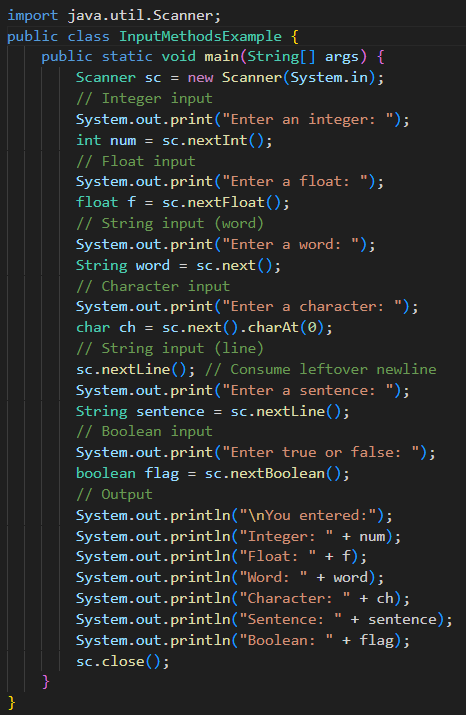 import java.util.Scanner;
public class InputMethodsExample {
    public static void main(String[] args) {
        Scanner sc = new Scanner(System.in);
        // Integer input
        System.out.print("Enter an integer: ");
        int num = sc.nextInt();
        // Float input
        System.out.print("Enter a float: ");
        float f = sc.nextFloat();
        // String input (word)
        System.out.print("Enter a word: ");
        String word = sc.next();
        // Character input
        System.out.print("Enter a character: ");
        char ch = sc.next().charAt(0);
        // String input (line)
        sc.nextLine(); // Consume leftover newline
        System.out.print("Enter a sentence: ");
        String sentence = sc.nextLine();
        // Boolean input
        System.out.print("Enter true or false: ");
        boolean flag = sc.nextBoolean();
        // Output
        System.out.println("\nYou entered:");
        System.out.println("Integer: " + num);
        System.out.println("Float: " + f);
        System.out.println("Word: " + word);
        System.out.println("Character: " + ch);
        System.out.println("Sentence: " + sentence);
        System.out.println("Boolean: " + flag);
        sc.close();
    }
}